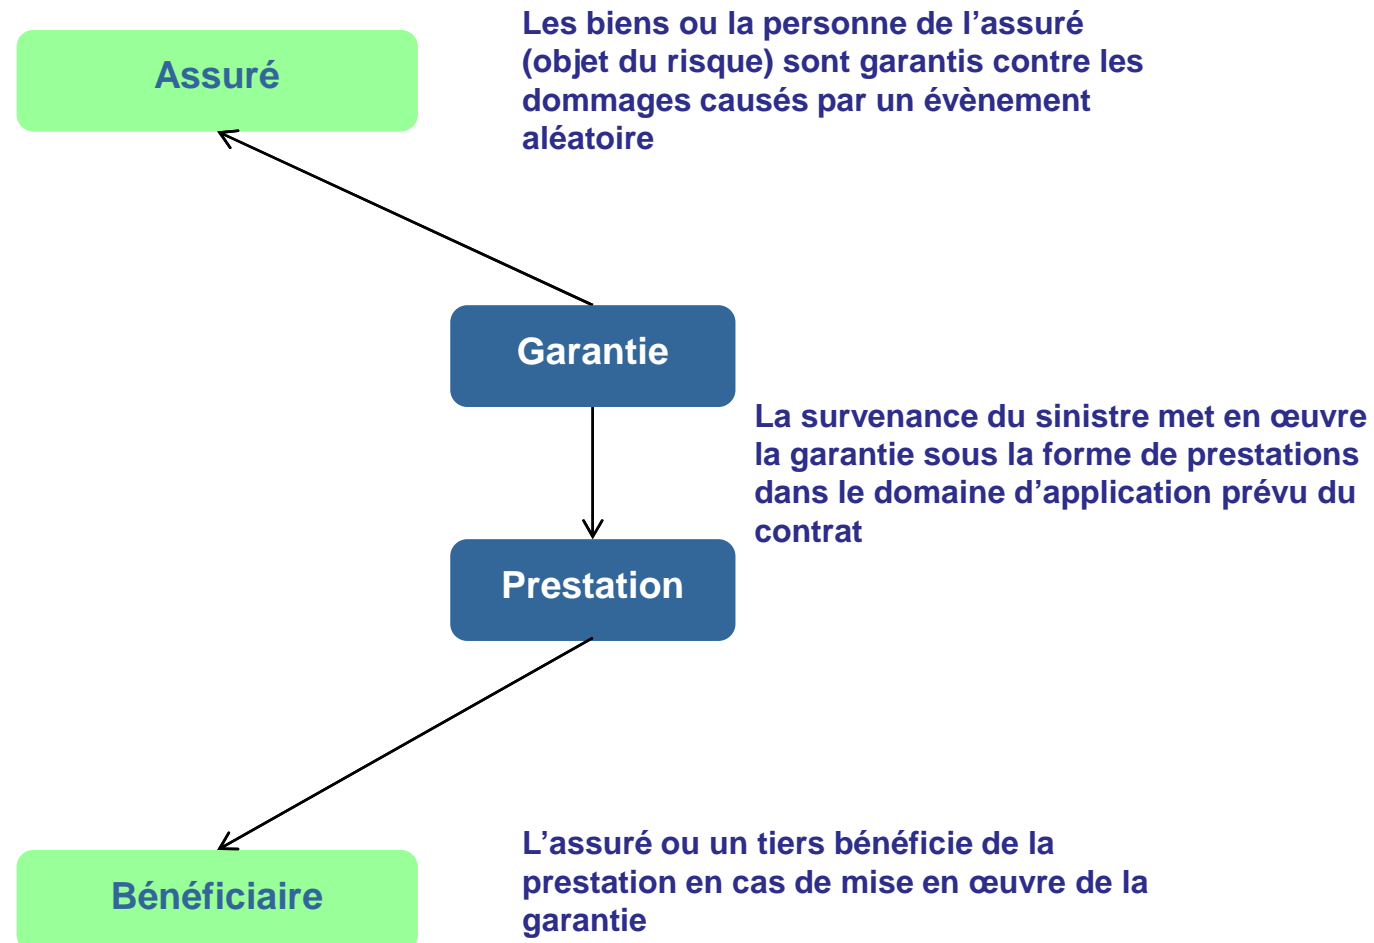 Les biens ou la personne de l’assuré
(objet du risque) sont garantis contre les
dommages causés par un évènement
aléatoire
Assuré
Garantie
La survenance du sinistre met en œuvre
la garantie sous la forme de prestations
dans le domaine d’application prévu du
contrat
Prestation
L’assuré ou un tiers bénéficie de la
prestation en cas de mise en œuvre de la
garantie
Bénéficiaire